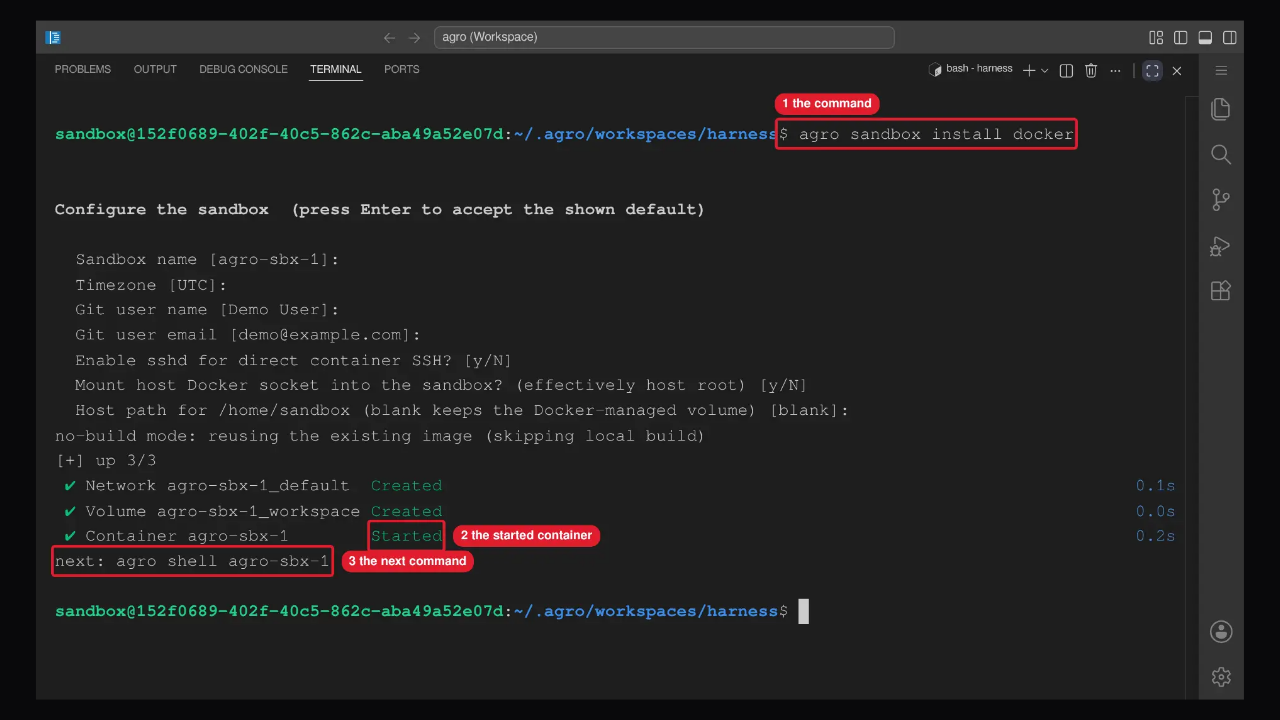 agro (Workspace)
PROBLEMS OUTPUT DEBUG CONSOLE TERMINAL PORTS
bash - harness
1 the command
sandbox@152f0689-402f-40c5-862c-aba49a52e07d:~/.agro/workspaces/harness$ agro sandbox install docker
Configure the sandbox  (press Enter to accept the shown default)
Sandbox name [agro-sbx-1]:
Timezone [UTC]:
Git user name [Demo User]:
Git user email [demo@example.com]:
Enable sshd for direct container SSH? [y/N]
Mount host Docker socket into the sandbox? (effectively host root) [y/N]
Host path for /home/sandbox (blank keeps the Docker-managed volume) [blank]:
no-build mode: reusing the existing image (skipping local build)
[+] up 3/3
✔ Network agro-sbx-1_default Created 0.1s
✔ Volume agro-sbx-1_workspace Created 0.0s
✔ Container agro-sbx-1 Started 2 the started container 0.2s
next: agro shell agro-sbx-1 3 the next command
sandbox@152f0689-402f-40c5-862c-aba49a52e07d:~/.agro/workspaces/harness$